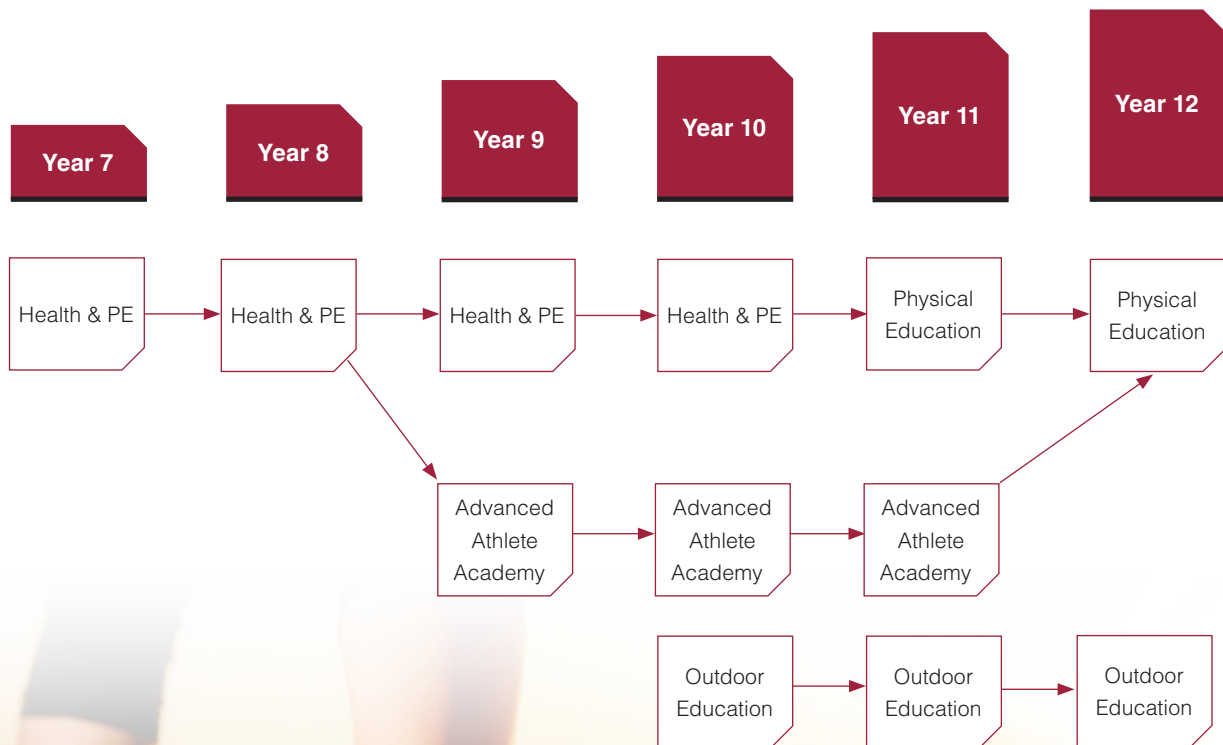 Year 7
Year 8
Year 9
Year 10
Year 11
Year 12
Health & PE
Health & PE
Health & PE
Health & PE
Physical
Education
Physical
Education
Advanced
Athlete
Academy
Advanced
Athlete
Academy
Advanced
Athlete
Academy
Outdoor
Education
Outdoor
Education
Outdoor
Education